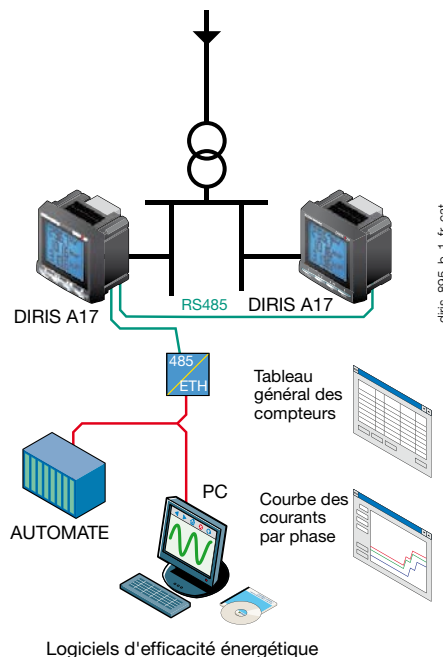 DIRIS A17
RS485
DIRIS A17
diris_895_b_1_fr_cat
485
ETH
Tableau
général des
compteurs
AUTOMATE
PC
Courbe des
courants
par phase
Logiciels d'efficacité énergétique